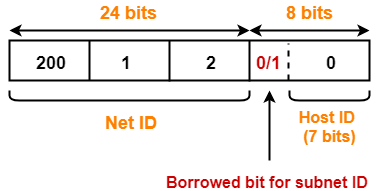 24 bits 8 bits
200 1 2 0/1 0
Net ID
Host ID
(7 bits)
Borrowed bit for subnet ID